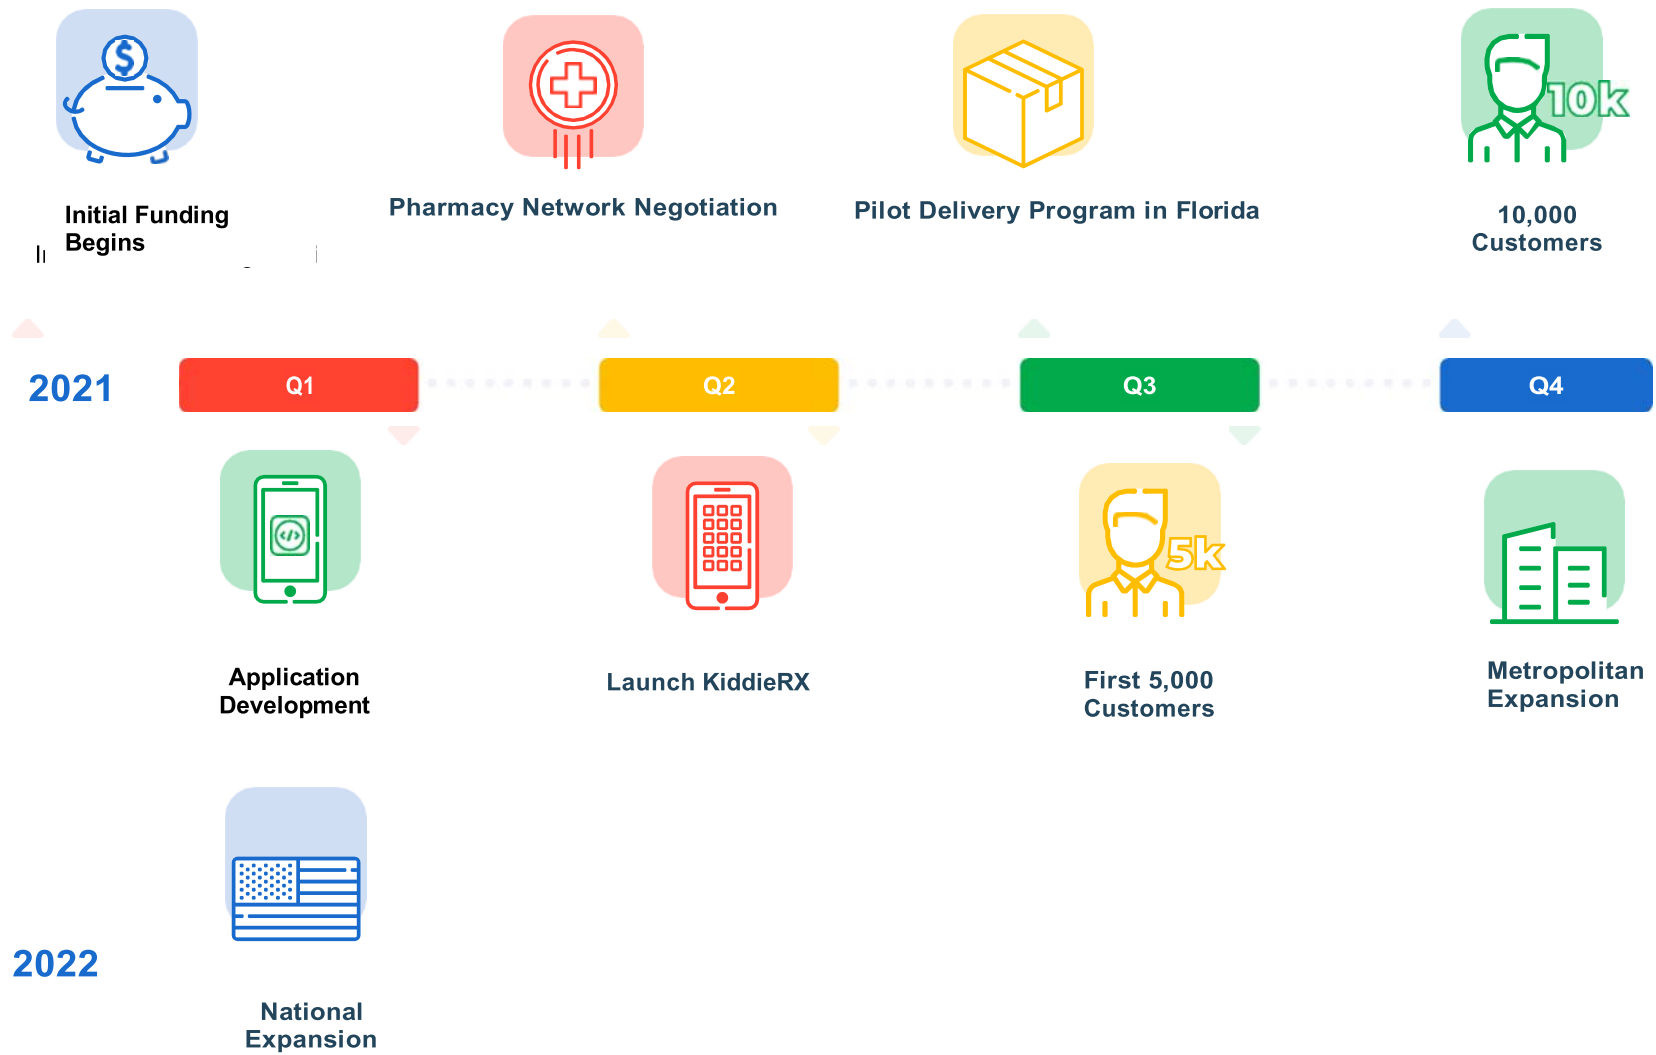 $
10k
Initial Funding
Begins
Pharmacy Network Negotiation
Pilot Delivery Program in Florida
10,000
Customers
2021
Q1
Q2
Q3
Q4
</>
5k
Application
Development
Launch KiddieRX
First 5,000
Customers
Metropolitan
Expansion
2022
National
Expansion